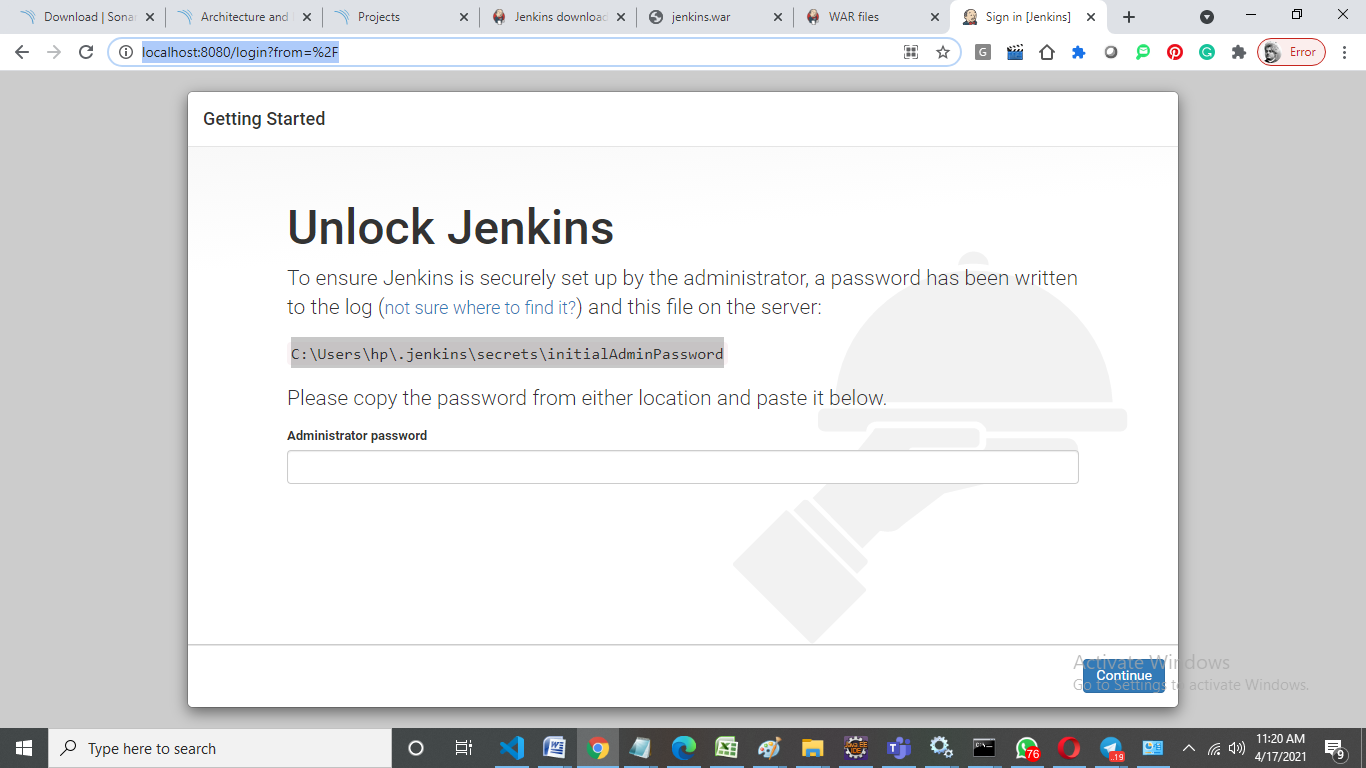 Download | Sona
Architecture and
Projects
Jenkins download
jenkins.war
WAR files
Sign in [Jenkins]
localhost:8080/login?from=%2F
G
G
Error
Getting Started
Unlock Jenkins
To ensure Jenkins is securely set up by the administrator, a password has been written
to the log (not sure where to find it?) and this file on the server:
C:\Users\hp\.jenkins\secrets\initialAdminPassword
Please copy the password from either location and paste it below.
Administrator password
Activate Windows
Continue
Go to Settings to activate Windows.
Type here to search
76
.19
11:20 AM
4/17/2021
9